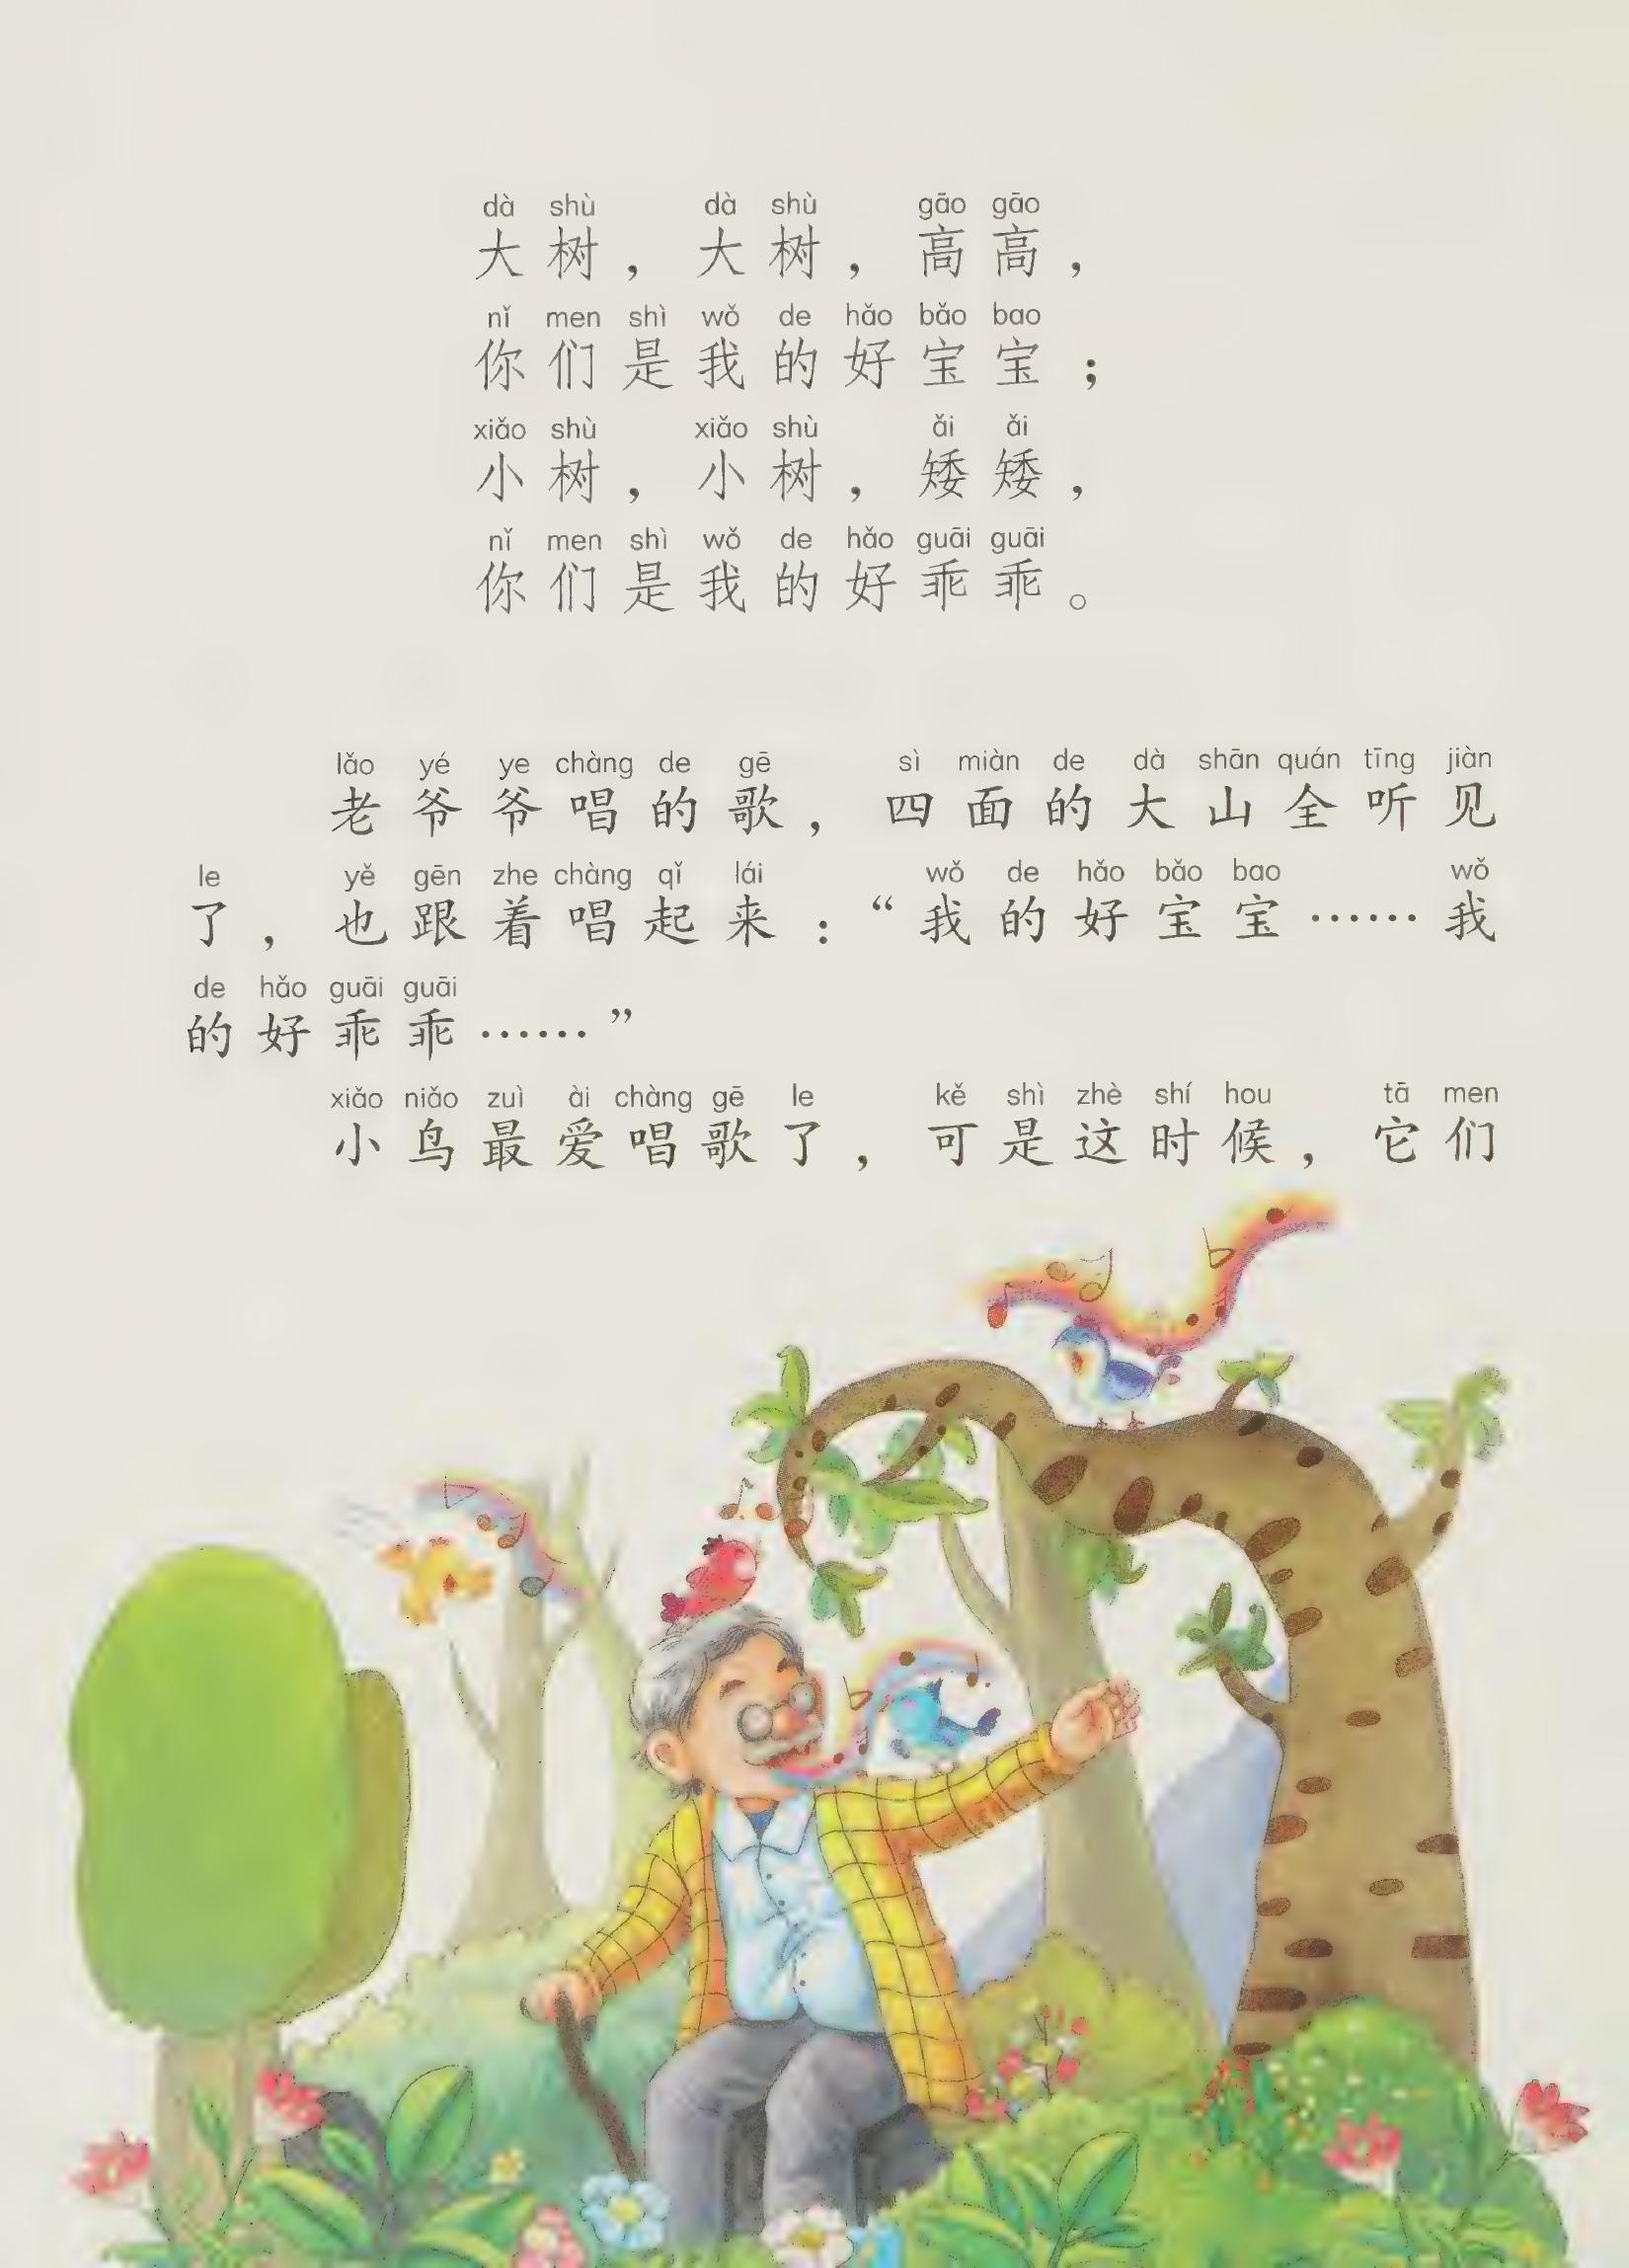 dà shù dà shù gāo gāo
大树，大树，高高，
nǐ men shì wǒ de hǎo bǎo bao
你们是我的好宝宝；
xiǎo shù xiǎo shù ǎi ǎi
小树，小树，矮矮，
nǐ men shì wǒ de hǎo guāi guāi
你们是我的好乖乖。
lǎo yé ye chàng de gē sì miàn de dà shān quán tīng jiàn
老爷爷唱的歌，四面的大山全听见
le yě gēn zhe chàng qǐ lái wǒ de hǎo bǎo bao wǒ
了，也跟着唱起来：“我的好宝宝……我
de hǎo guāi guāi
的好乖乖……”
xiǎo niǎo zuì ài chàng gē le kě shì zhè shí hou tā men
小鸟最爱唱歌了，可是这时候，它们